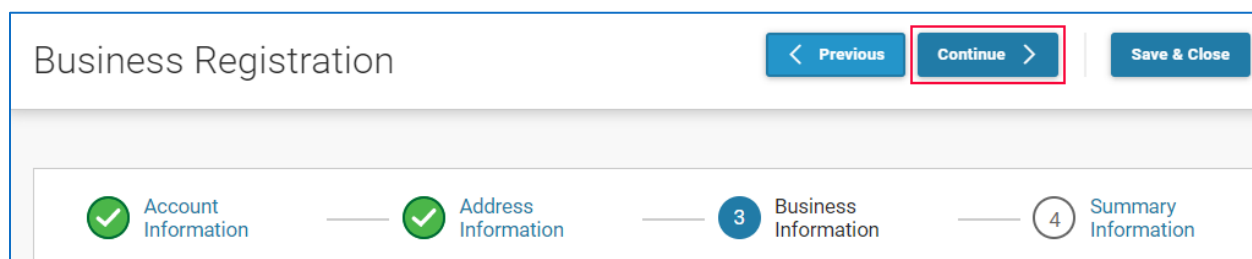 Business Registration
Previous
Continue
Save & Close
Account
Information
Address
Information
3
Business
Information
4
Summary
Information